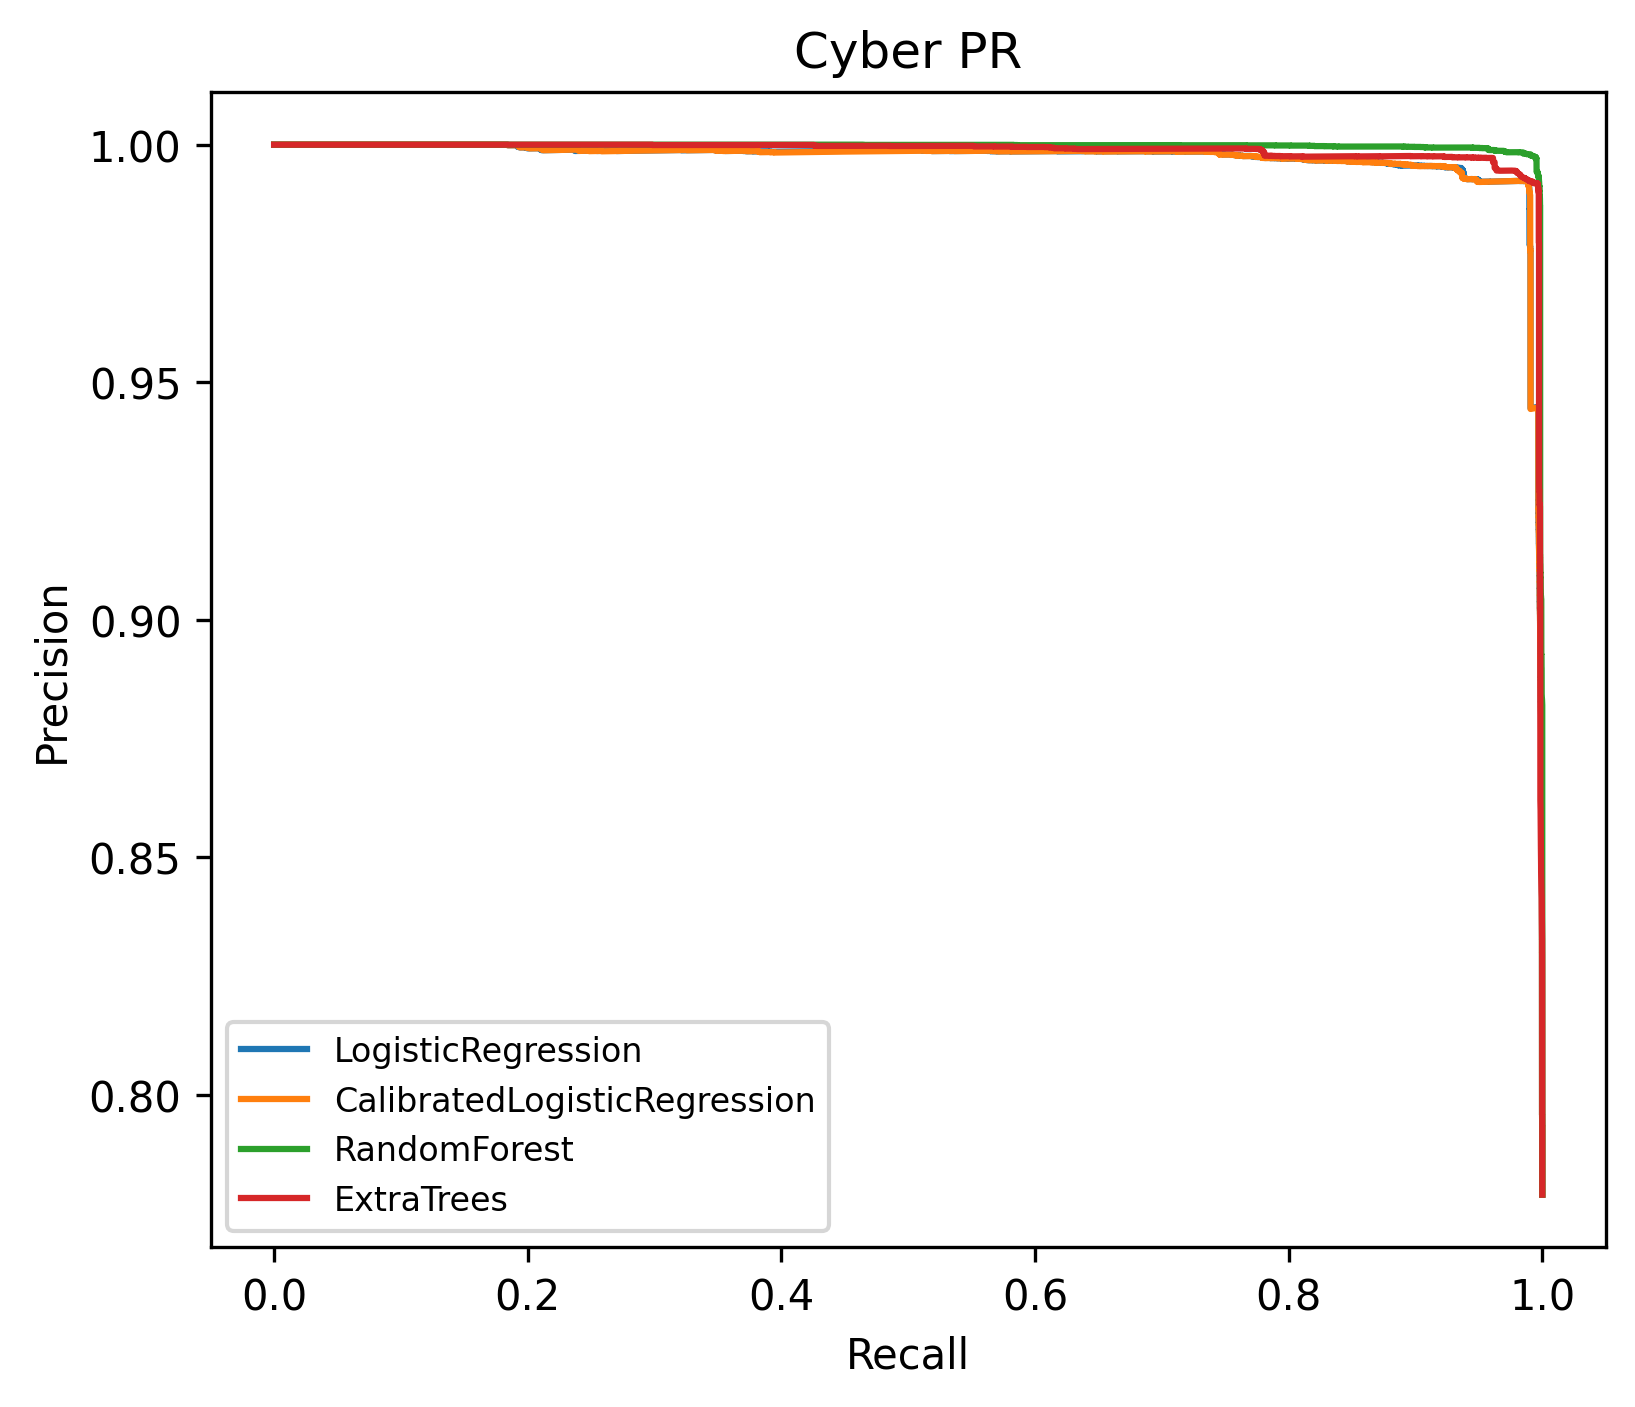 Cyber PR
1.00
0.95
0.90
0.85
0.80
Precision
LogisticRegression
CalibratedLogisticRegression
RandomForest
ExtraTrees
0.0 0.2 0.4 0.6 0.8 1.0
Recall